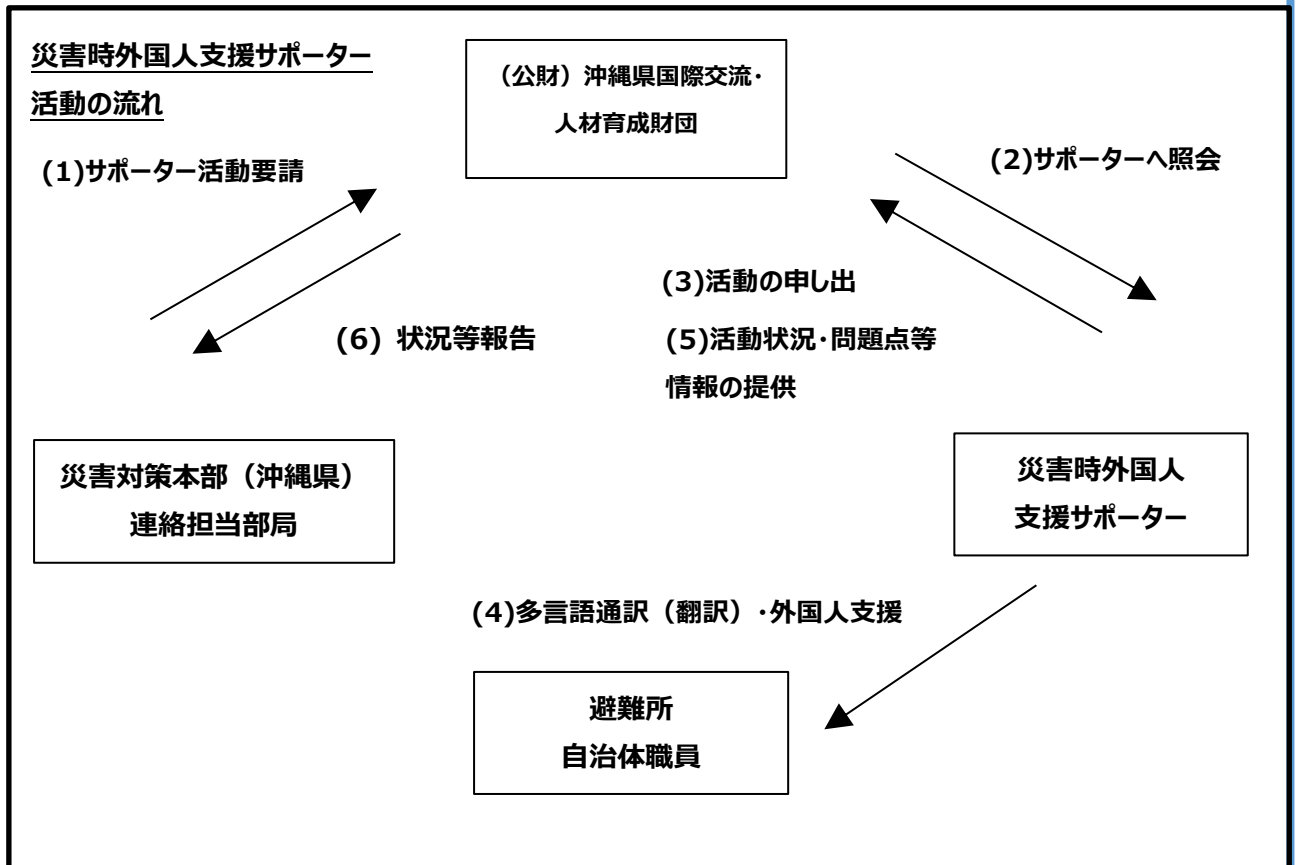 災害時外国人支援サポーター
活動の流れ
（公財）沖縄県国際交流・
人材育成財団
(1)サポーター活動要請
(2)サポーターへ照会
(3)活動の申し出
(5)活動状況・問題点等
情報の提供
(6) 状況等報告
災害対策本部（沖縄県）
連絡担当部局
災害時外国人
支援サポーター
(4)多言語通訳（翻訳）・外国人支援
避難所
自治体職員